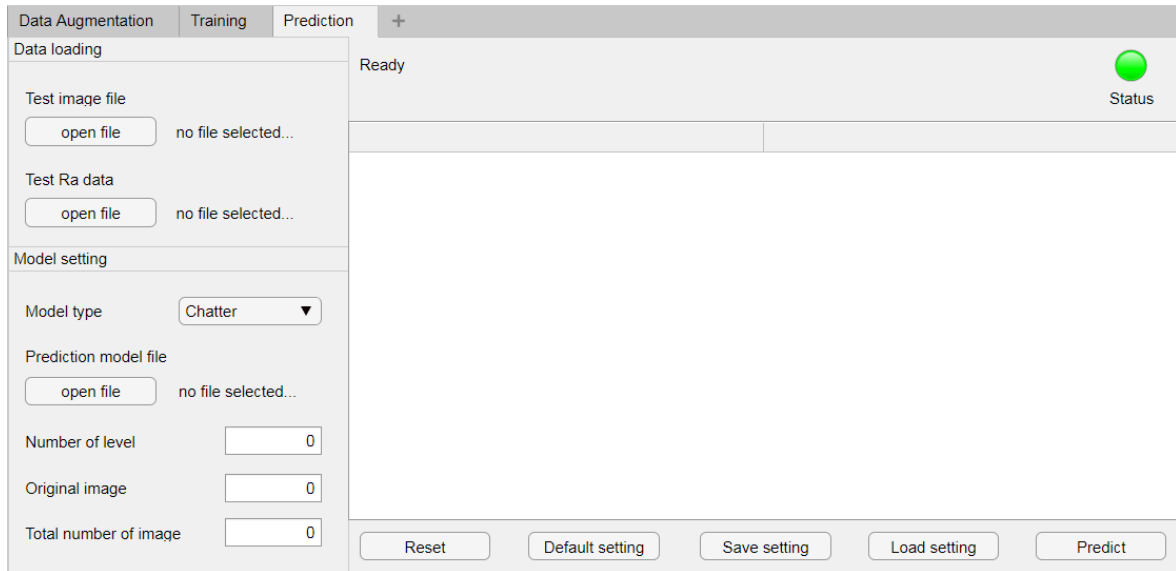 Data Augmentation Training Prediction +
Data loading
Test image file
open file no file selected...
Test Ra data
open file no file selected...
Model setting
Model type Chatter ▼
Prediction model file
open file no file selected...
Number of level 0
Original image 0
Total number of image 0
Ready
Status
Reset Default setting Save setting Load setting Predict